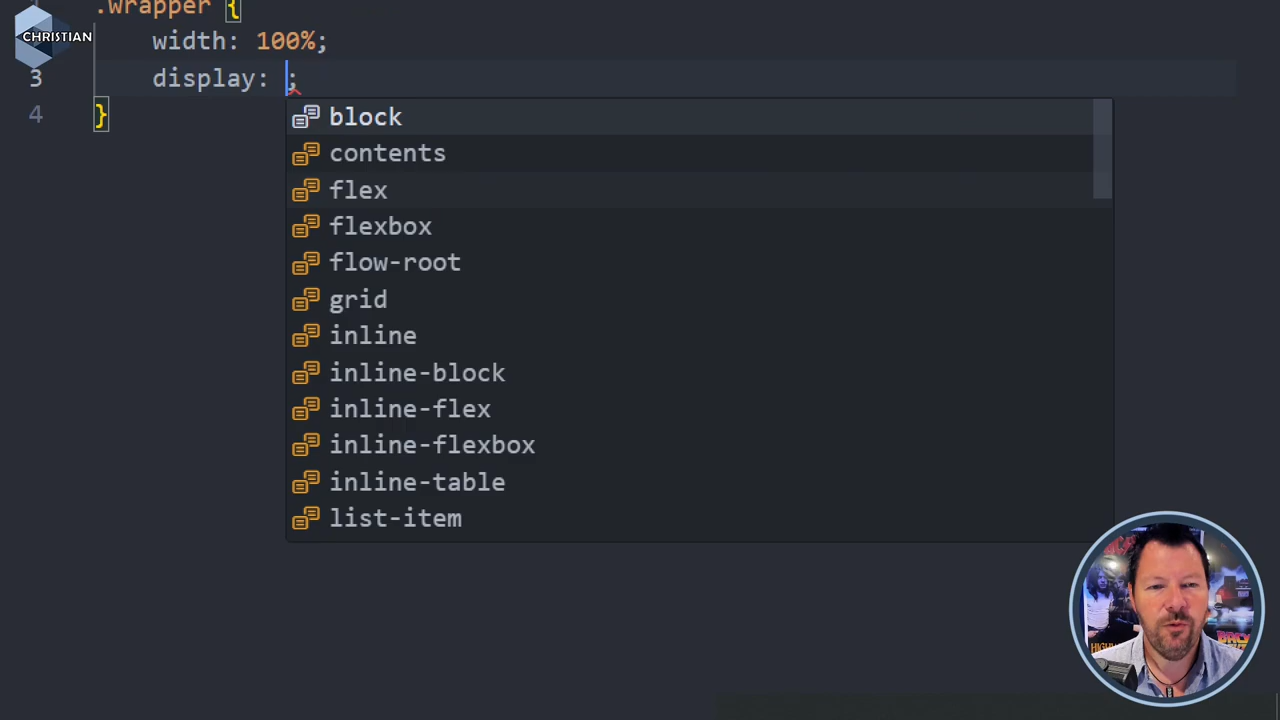 .wrapper {
CHRISTIAN
width: 100%;
3 display: ;
4 }
block
contents
flex
flexbox
flow-root
grid
inline
inline-block
inline-flex
inline-flexbox
inline-table
list-item